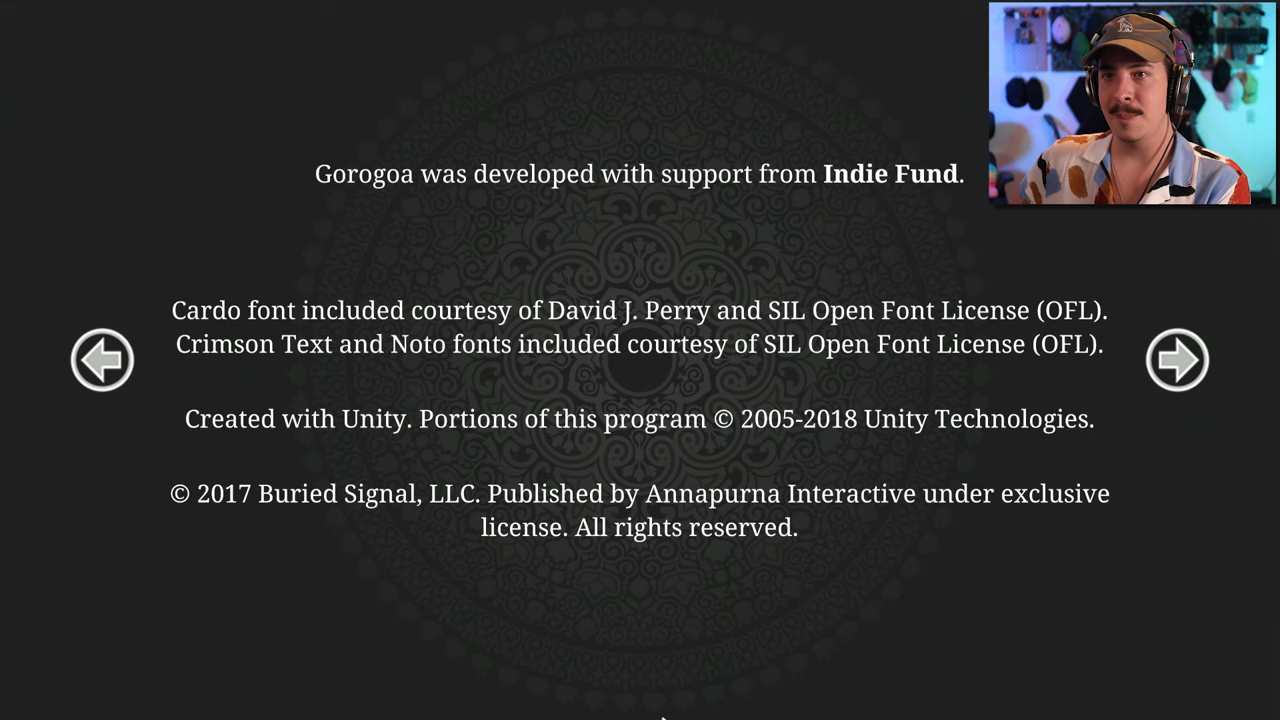 Gorogoa was developed with support from Indie Fund.
Cardo font included courtesy of David J. Perry and SIL Open Font License (OFL).
Crimson Text and Noto fonts included courtesy of SIL Open Font License (OFL).
Created with Unity. Portions of this program © 2005-2018 Unity Technologies.
© 2017 Buried Signal, LLC. Published by Annapurna Interactive under exclusive
license. All rights reserved.